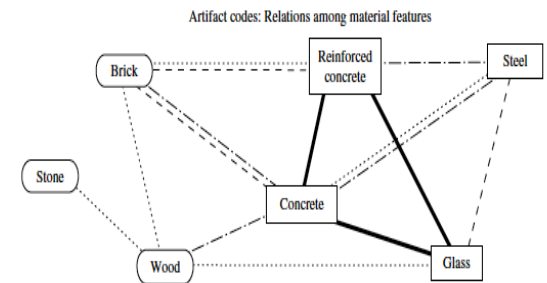 Artifact codes: Relations among material features
Brick
Reinforced
concrete
Steel
Stone
Concrete
Wood
Glass